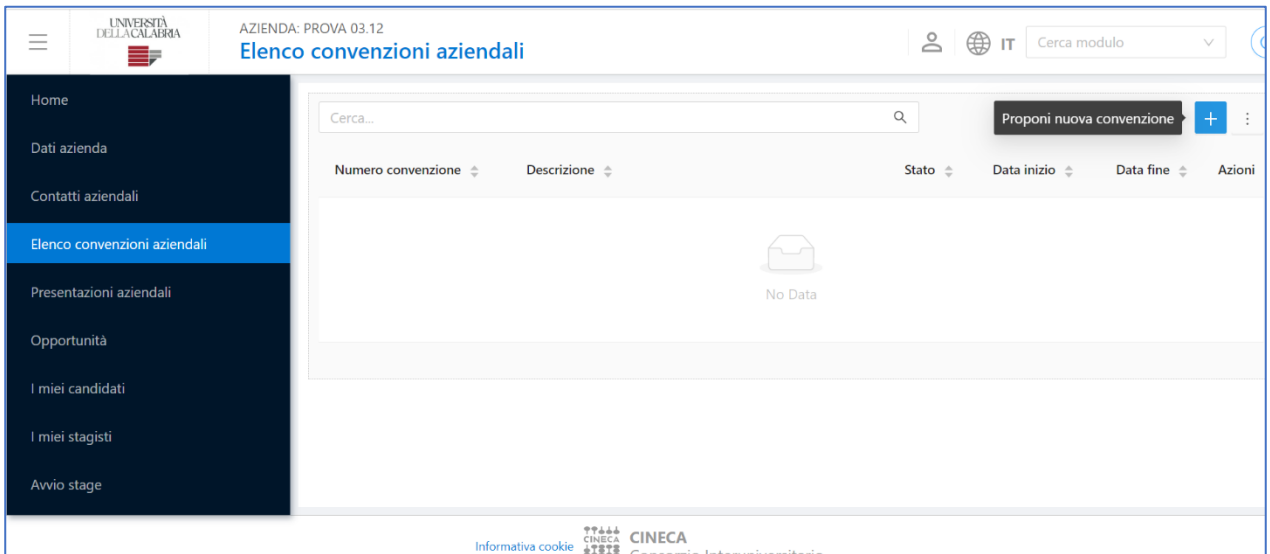 UNIVERSITÀ
DELLA CALABRIA
AZIENDA: PROVA 03.12
Elenco convenzioni aziendali
IT
Cerca modulo
Home
Dati azienda
Contatti aziendali
Elenco convenzioni aziendali
Presentazioni aziendali
Opportunità
I miei candidati
I miei stagisti
Avvio stage
Cerca...
Proponi nuova convenzione
Numero convenzione Descrizione Stato Data inizio Data fine Azioni
No Data
Informativa cookie
CINECA
CINECA
Consorzio Interuniversitario